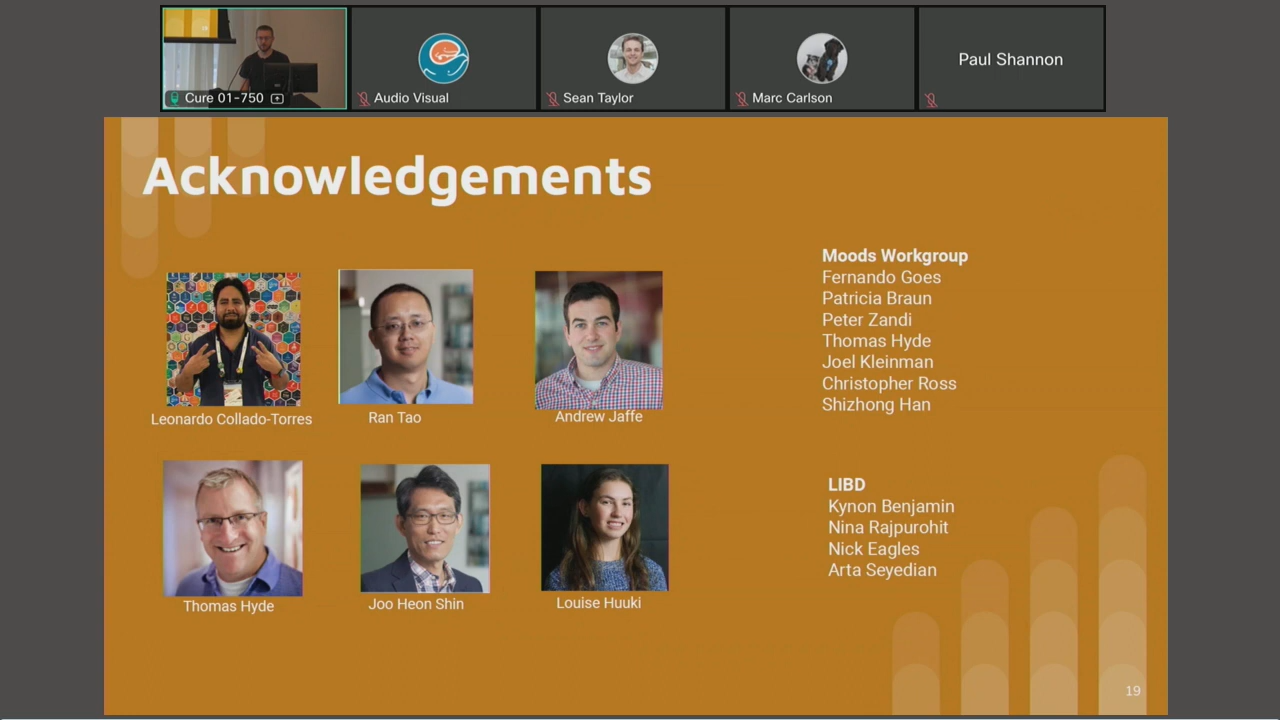 Cure 01-750
Audio Visual
Sean Taylor
Marc Carlson
Paul Shannon
Acknowledgements
Leonardo Collado-Torres
Ran Tao
Andrew Jaffe
Thomas Hyde
Joo Heon Shin
Louise Huuki
Moods Workgroup
Fernando Goes
Patricia Braun
Peter Zandi
Thomas Hyde
Joel Kleinman
Christopher Ross
Shizhong Han
LIBD
Kynon Benjamin
Nina Rajpurohit
Nick Eagles
Arta Seyedian
19